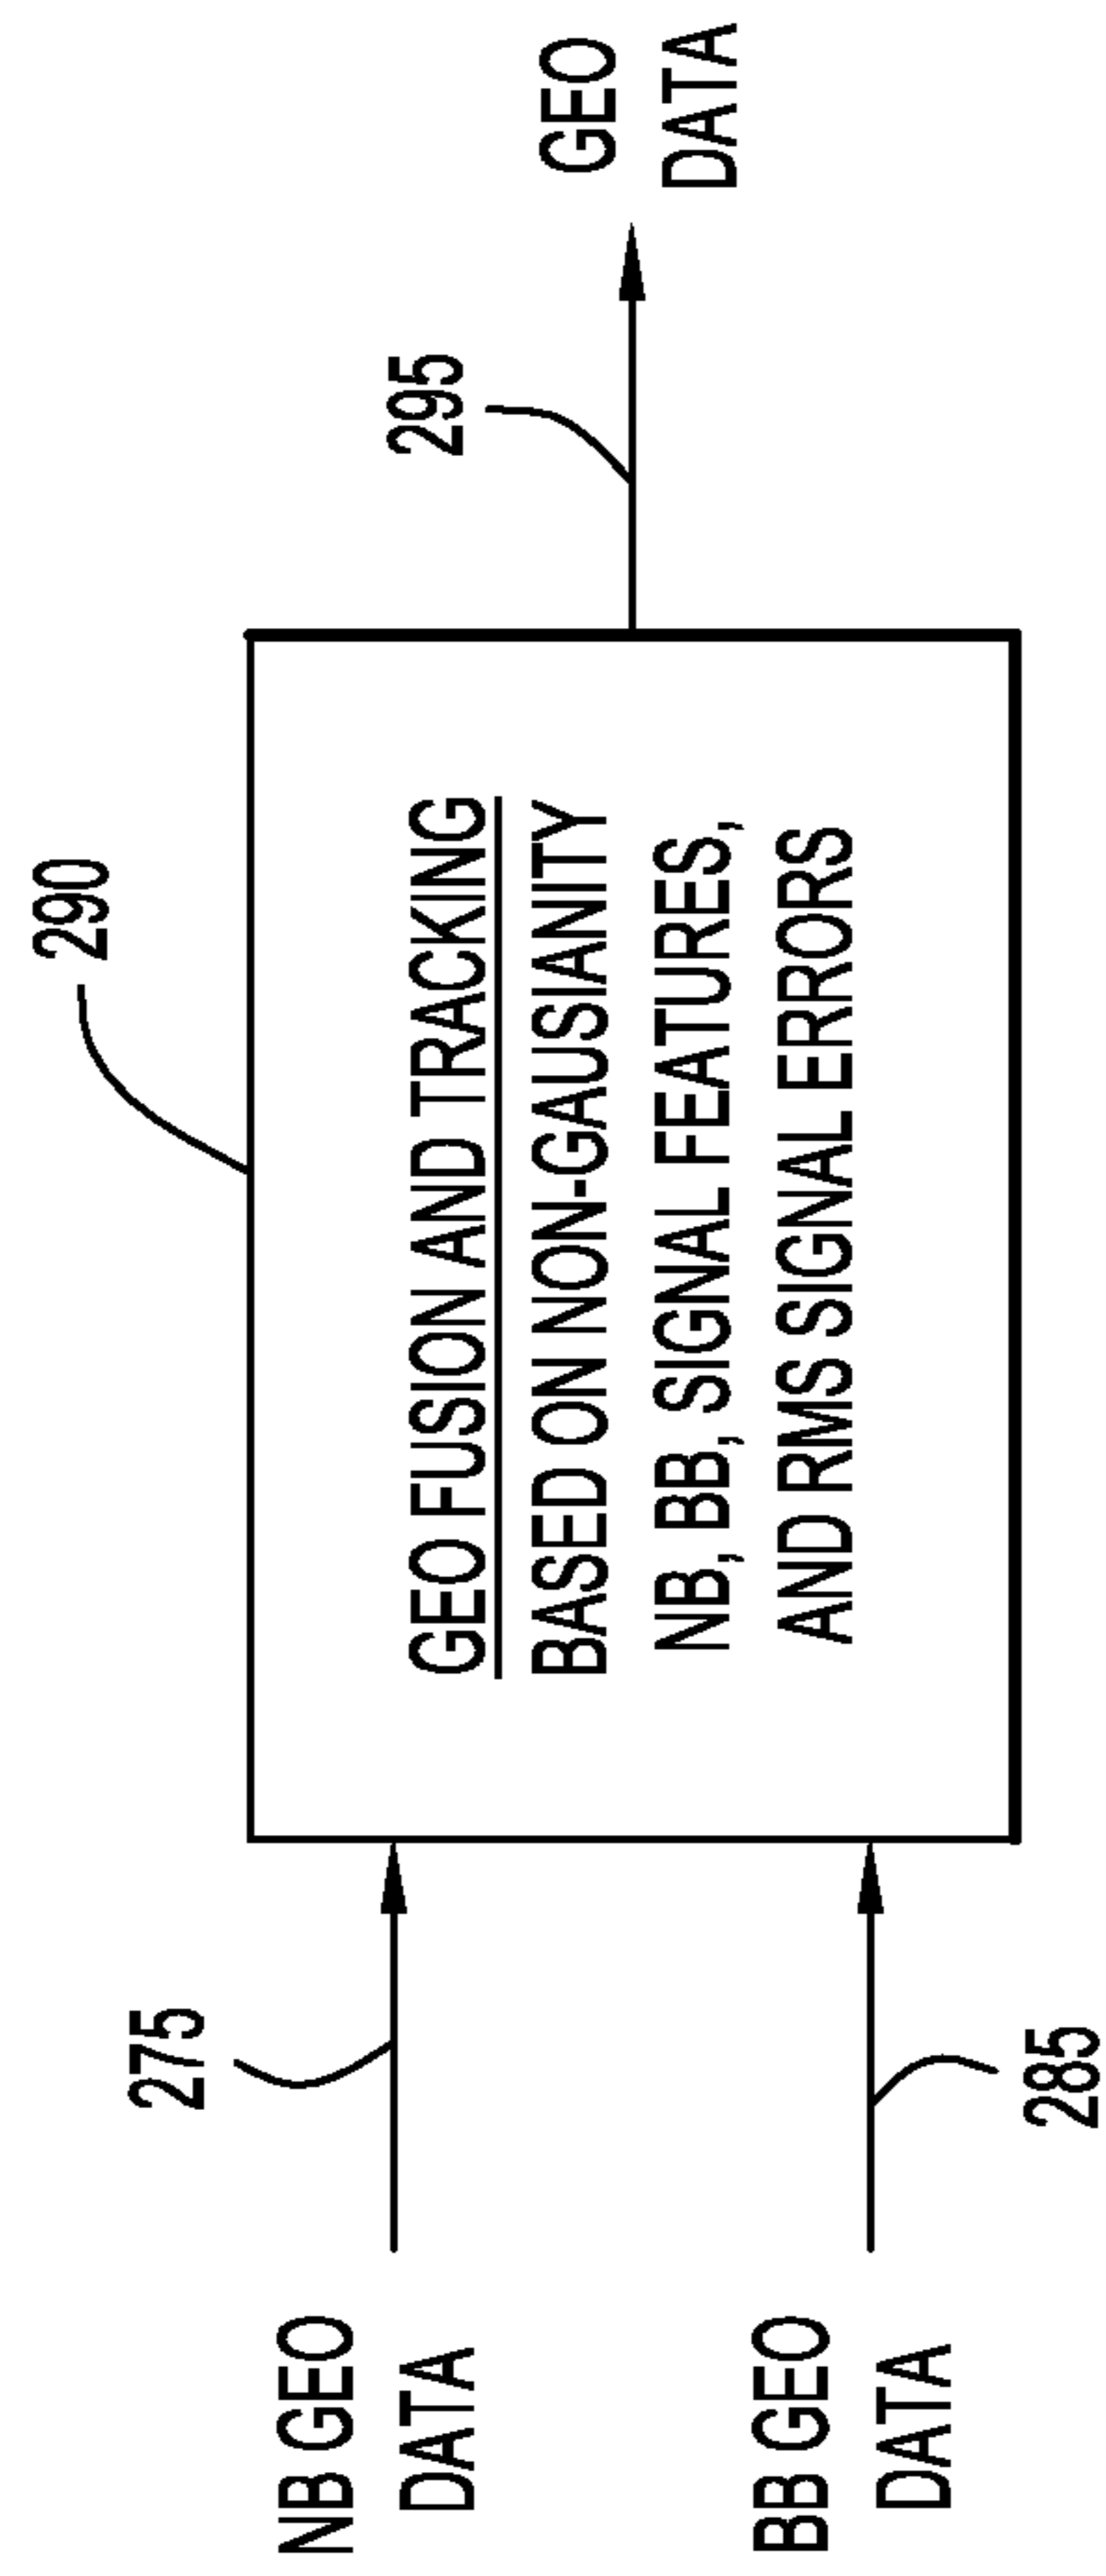 290
295
275
NB GEO
DATA
GEO FUSION AND TRACKING
BASED ON NON-GAUSIANITY
NB, BB, SIGNAL FEATURES,
AND RMS SIGNAL ERRORS
GEO
DATA
BB GEO
DATA
285